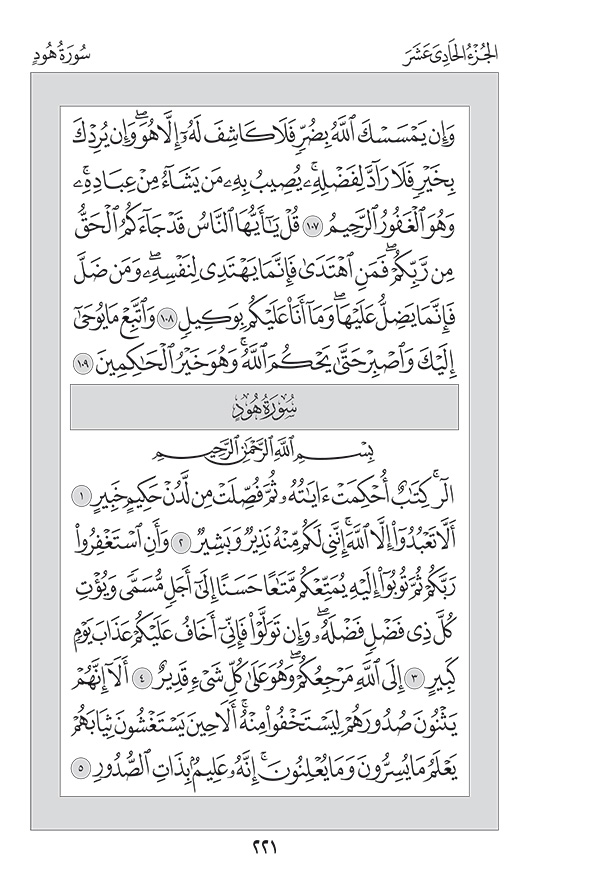 الجُزْءُ الحَادِىَ عَشَرَ
سُورَةُ هُودٍ
وَإِن يَمْسَسْكَ ٱللَّهُ بِضُرٍّ فَلَا كَاشِفَ لَهُۥٓ إِلَّا هُوَۖ وَإِن يُرِدْكَ
بِخَيْرٍ فَلَا رَآدَّ لِفَضْلِهِۦۚ يُصِيبُ بِهِۦ مَن يَشَآءُ مِنْ عِبَادِهِۦۚ
وَهُوَ ٱلْغَفُورُ ٱلرَّحِيمُ ١٠٧ قُلْ يَٰٓأَيُّهَا ٱلنَّاسُ قَدْ جَآءَكُمُ ٱلْحَقُّ
مِن رَّبِّكُمْۖ فَمَنِ ٱهْتَدَىٰ فَإِنَّمَا يَهْتَدِى لِنَفْسِهِۦۖ وَمَن ضَلَّ
فَإِنَّمَا يَضِلُّ عَلَيْهَاۖ وَمَآ أَنَا۠ عَلَيْكُم بِوَكِيلٍ ١٠٨ وَٱتَّبِعْ مَا يُوحَىٰٓ
إِلَيْكَ وَٱصْبِرْ حَتَّىٰ يَحْكُمَ ٱللَّهُۚ وَهُوَ خَيْرُ ٱلْحَٰكِمِينَ ١٠٩
سُورَةُ هُودٍ
بِسْمِ ٱللَّهِ ٱلرَّحْمَٰنِ ٱلرَّحِيمِ
الٓرۚ كِتَٰبٌ أُحْكِمَتْ ءَايَٰتُهُۥ ثُمَّ فُصِّلَتْ مِن لَّدُنْ حَكِيمٍ خَبِيرٍ ١
أَلَّا تَعْبُدُوٓا۟ إِلَّا ٱللَّهَۚ إِنَّنِى لَكُم مِّنْهُ نَذِيرٌ وَبَشِيرٌ ٢ وَأَنِ ٱسْتَغْفِرُوا۟
رَبَّكُمْ ثُمَّ تُوبُوٓا۟ إِلَيْهِ يُمَتِّعْكُم مَّتَٰعًا حَسَنًا إِلَىٰٓ أَجَلٍ مُّسَمًّى وَيُؤْتِ
كُلَّ ذِى فَضْلٍ فَضْلَهُۥۖ وَإِن تَوَلَّوْا۟ فَإِنِّىٓ أَخَافُ عَلَيْكُمْ عَذَابَ يَوْمٍ
كَبِيرٍ ٣ إِلَى ٱللَّهِ مَرْجِعُكُمْۖ وَهُوَ عَلَىٰ كُلِّ شَىْءٍ قَدِيرٌ ٤ أَلَآ إِنَّهُمْ
يَثْنُونَ صُدُورَهُمْ لِيَسْتَخْفُوا۟ مِنْهُۚ أَلَا حِينَ يَسْتَغْشُونَ ثِيَابَهُمْ
يَعْلَمُ مَا يُسِرُّونَ وَمَا يُعْلِنُونَۚ إِنَّهُۥ عَلِيمٌۢ بِذَاتِ ٱلصُّدُورِ ٥
٢٢١